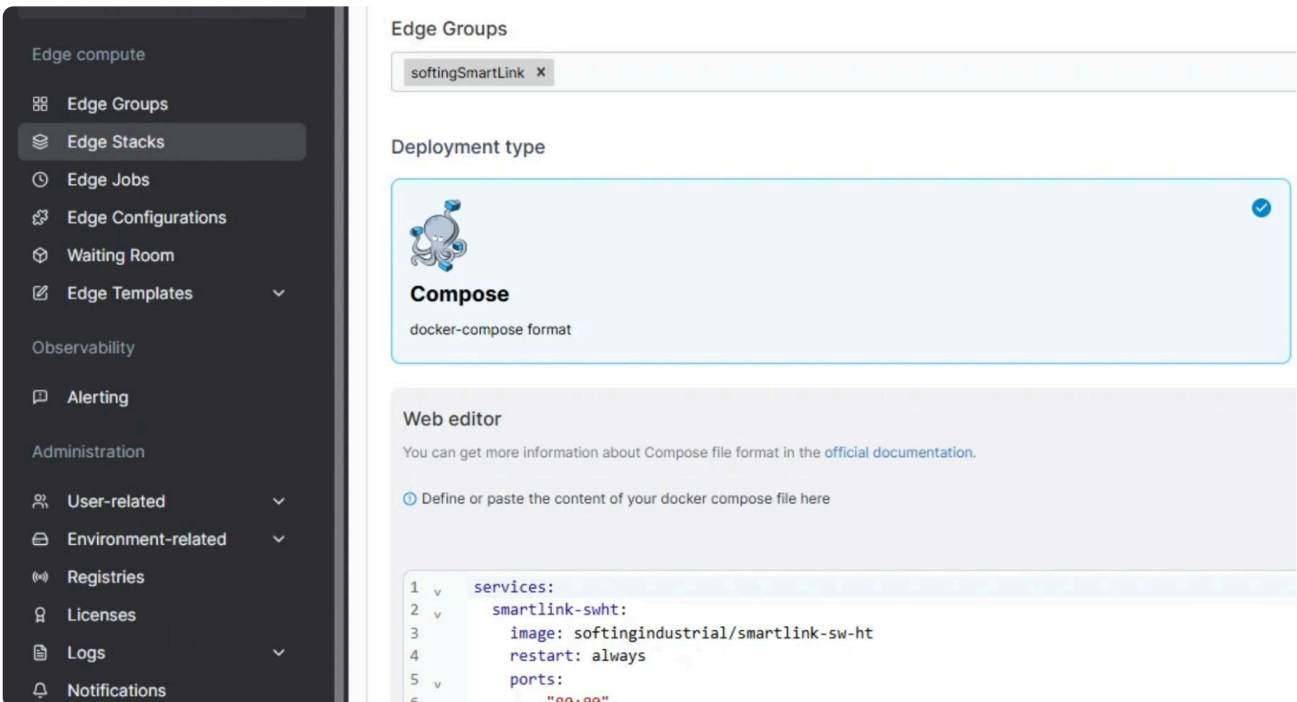 Edge compute
Edge Groups
Edge Stacks
Edge Jobs
Edge Configurations
Waiting Room
Edge Templates
Observability
Alerting
Administration
User-related
Environment-related
Registries
Licenses
Logs
Notifications
Edge Groups
softingSmartLink ×
Deployment type
Compose
docker-compose format
Web editor
You can get more information about Compose file format in the official documentation.
Define or paste the content of your docker compose file here
1 services:
2 smartlink-swht:
3 image: softingindustrial/smartlink-sw-ht
4 restart: always
5 ports:
6 "80:80"